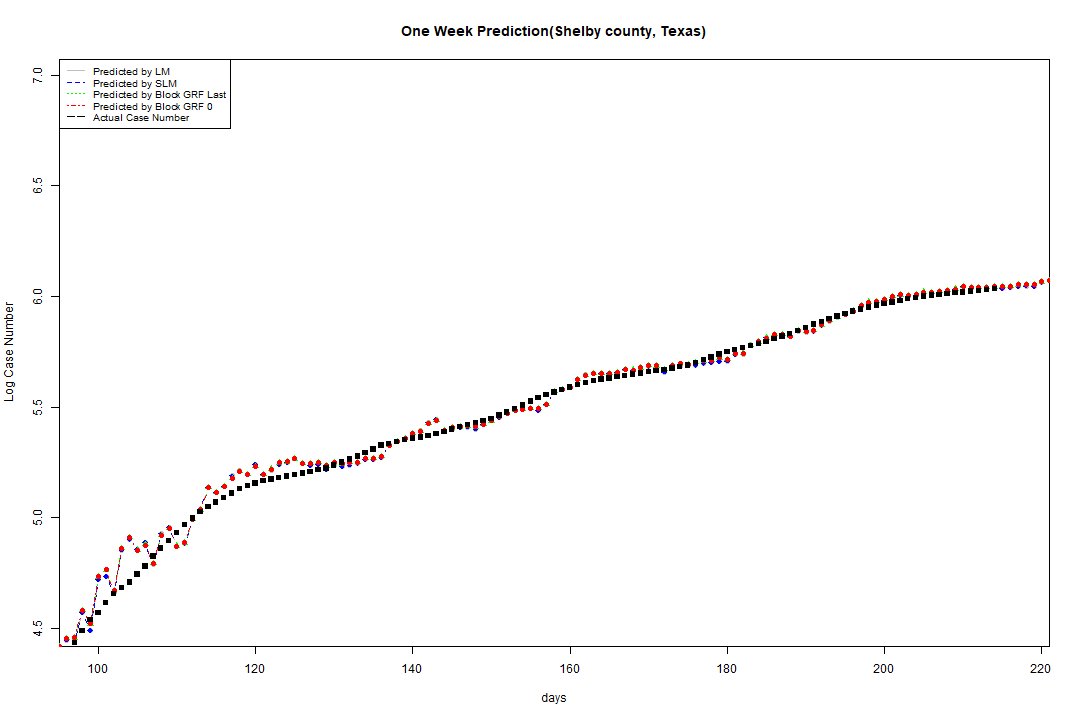 One Week Prediction(Shelby county, Texas)
7.0
Predicted by LM
Predicted by SLM
Predicted by Block GRF Last
Predicted by Block GRF 0
Actual Case Number
6.5
6.0
5.5
5.0
4.5
Log Case Number
100 120 140 160 180 200 220
days